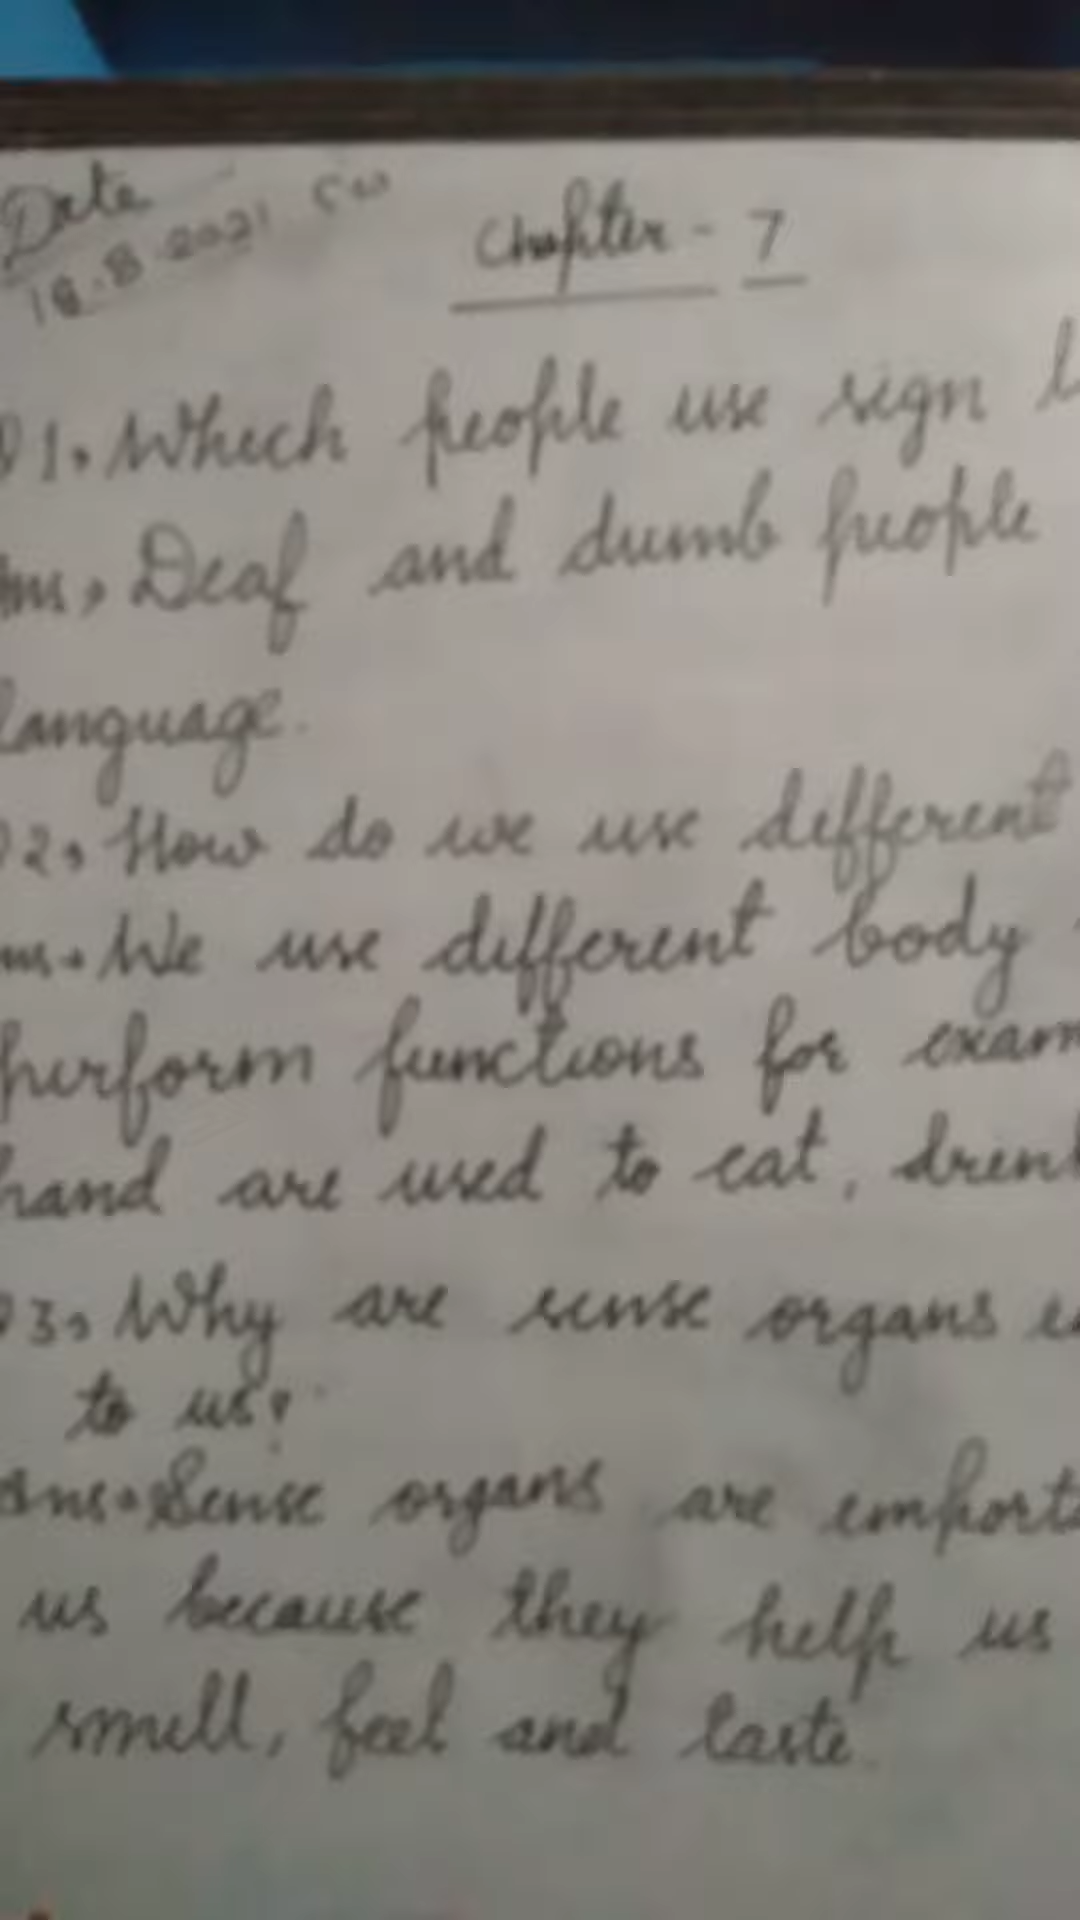 Date
18.8.2021 CW
Chapter - 7
Q1. Which people use sign
Ans. Deaf and dumb people
language.
Q2. How do we use different
Ans. We use different body
perform functions for exam
hand are used to eat, drink
Q3. Why are sense organs
to us?
Ans. Sense organs are importa
us because they help us
smell, feel and taste.